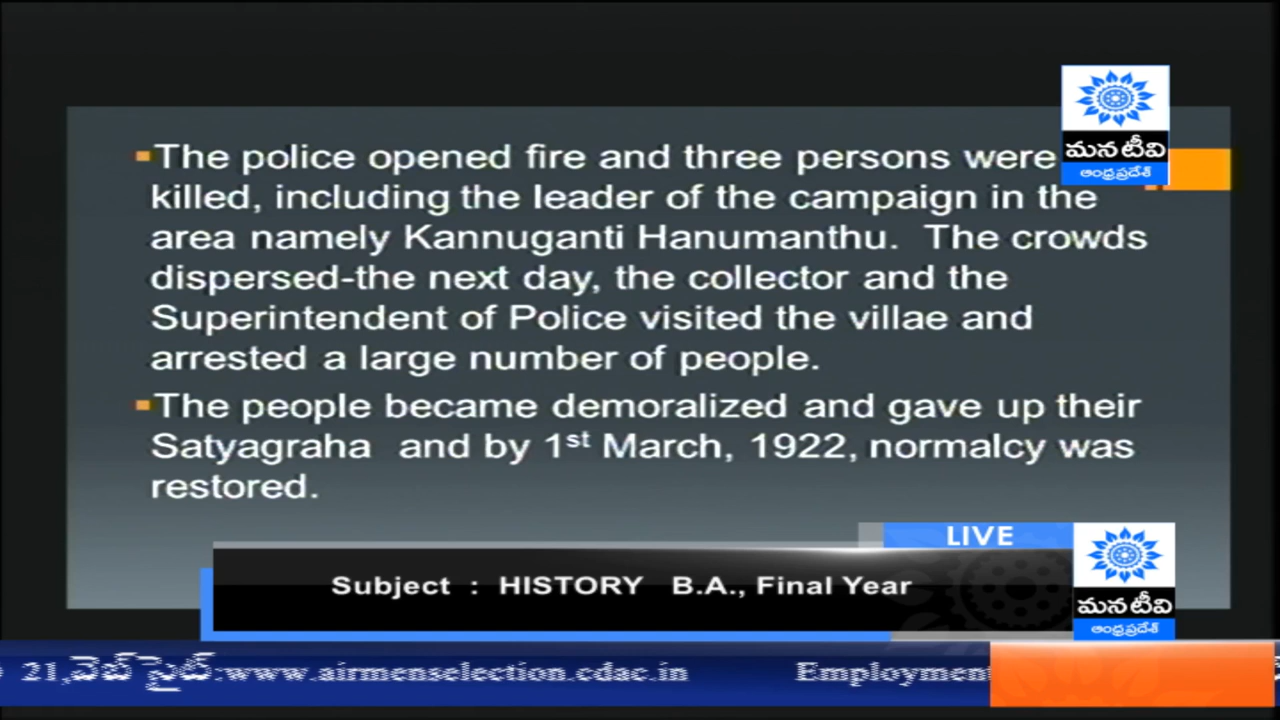 మన టీవి
ఆంధ్రప్రదేశ్
The police opened fire and three persons were
killed, including the leader of the campaign in the
area namely Kannuganti Hanumanthu. The crowds
dispersed-the next day, the collector and the
Superintendent of Police visited the villae and
arrested a large number of people.
The people became demoralized and gave up their
Satyagraha and by 1st March, 1922, normalcy was
restored.
LIVE
Subject : HISTORY B.A., Final Year
మన టీవి
ఆంధ్రప్రదేశ్
21,వెబ్ సైట్:www.airmenselection.cdac.in Employment